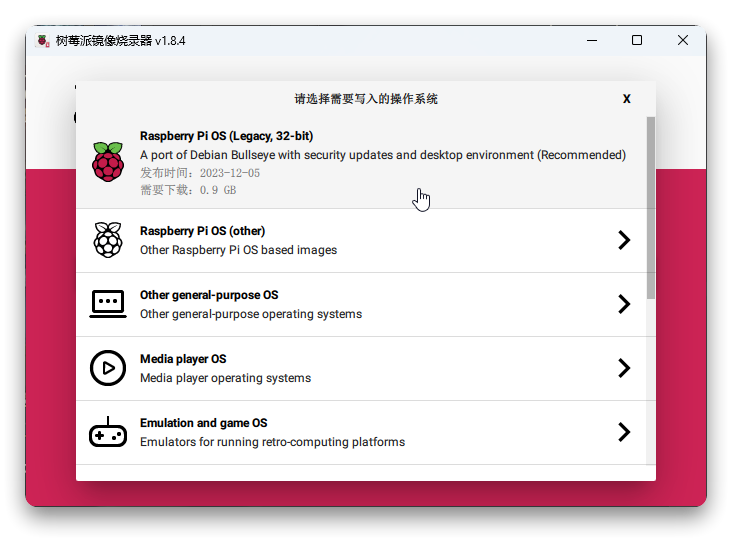 树莓派镜像烧录器 v1.8.4
请选择需要写入的操作系统
X
Raspberry Pi OS (Legacy, 32-bit)
A port of Debian Bullseye with security updates and desktop environment (Recommended)
发布时间：2023-12-05
需要下载：0.9 GB
Raspberry Pi OS (other)
Other Raspberry Pi OS based images
Other general-purpose OS
Other general-purpose operating systems
Media player OS
Media player operating systems
Emulation and game OS
Emulators for running retro-computing platforms